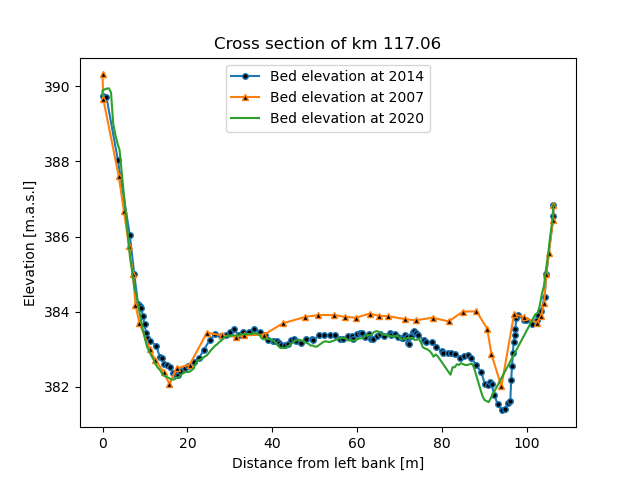 Cross section of km 117.06
Bed elevation at 2014
Bed elevation at 2007
Bed elevation at 2020
Elevation [m.a.s.l]
390
388
386
384
382
0 20 40 60 80 100
Distance from left bank [m]